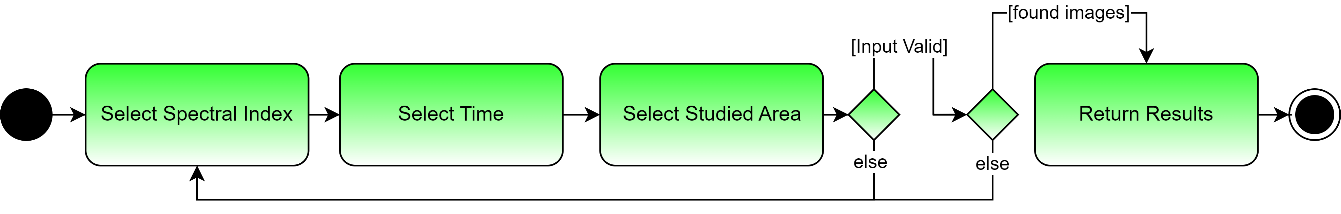 [found images]
[Input Valid]
Select Spectral Index
Select Time
Select Studied Area
Return Results
else
else